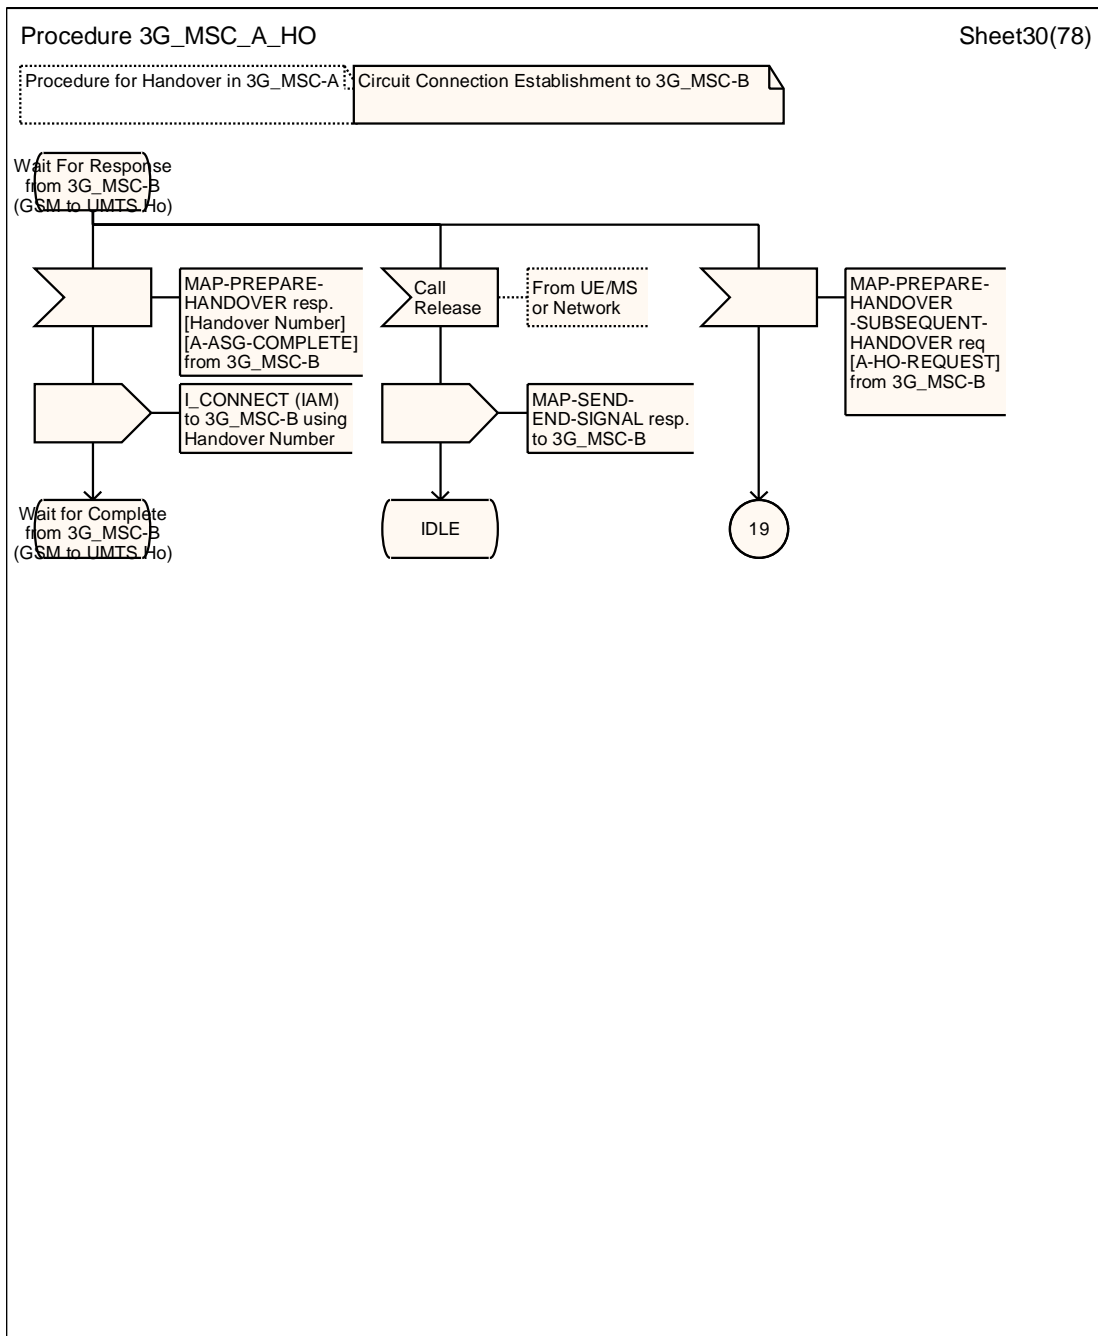 Procedure 3G_MSC_A_HO
Sheet30(78)
Procedure for Handover in 3G_MSC-A
Circuit Connection Establishment to 3G_MSC-B
Wait For Response
from 3G_MSC-B
(GSM to UMTS Ho)
MAP-PREPARE-
HANDOVER resp.
[Handover Number]
[A-ASG-COMPLETE]
from 3G_MSC-B
Call
Release
From UE/MS
or Network
MAP-PREPARE-
HANDOVER
-SUBSEQUENT-
HANDOVER req
[A-HO-REQUEST]
from 3G_MSC-B
I_CONNECT (IAM)
to 3G_MSC-B using
Handover Number
MAP-SEND-
END-SIGNAL resp.
to 3G_MSC-B
Wait for Complete
from 3G_MSC-B
(GSM to UMTS Ho)
IDLE
19